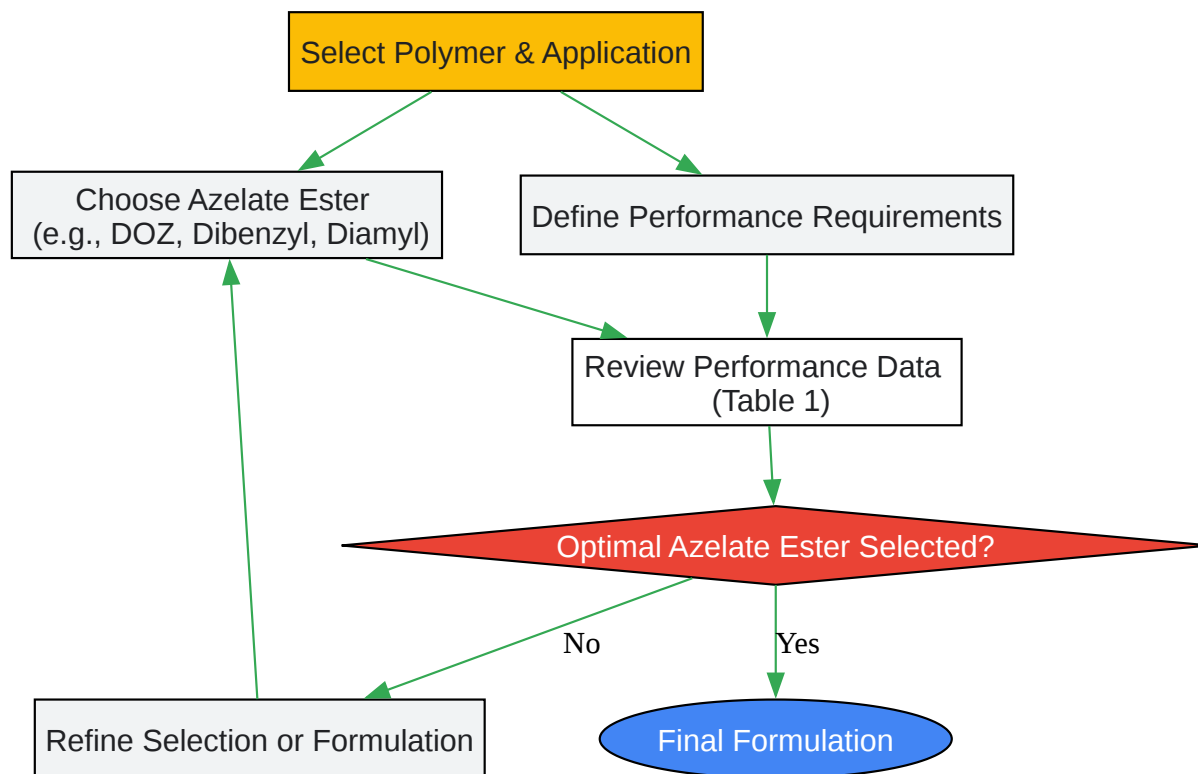 Select Polymer & Application
Choose Azelate Ester
(e.g., DOZ, Dibenzyl, Diamyl)
Define Performance Requirements
Review Performance Data
(Table 1)
Optimal Azelate Ester Selected?
No
Yes
Refine Selection or Formulation
Final Formulation